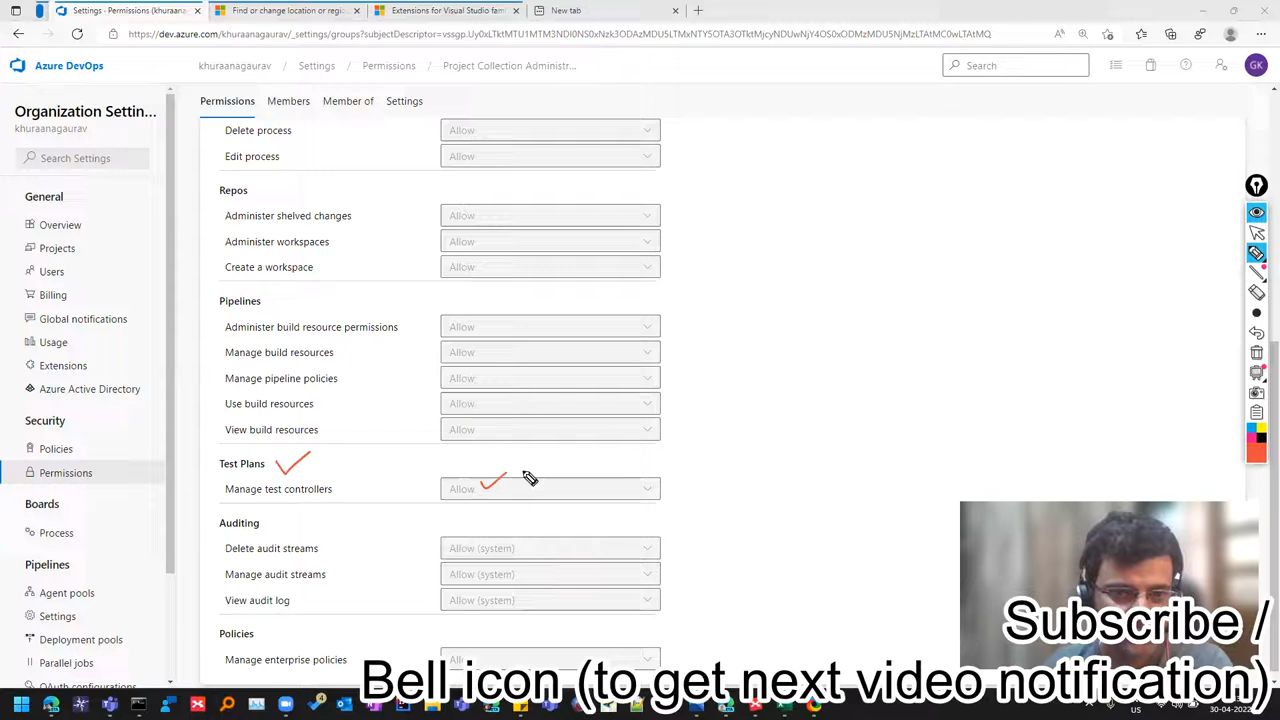 Settings - Permissions (khuraana
Find or change location or regio
Extensions for Visual Studio fam
New tab
https://dev.azure.com/khuraanagaurav/_settings/groups?subjectDescriptor=
Azure DevOps
khuraanagaurav / Settings / Permissions / Project Collection Administr...
Search
GK
Organization Settin...
khuraanagaurav
Search Settings
General
Overview
Projects
Users
Billing
Global notifications
Usage
Extensions
Azure Active Directory
Security
Policies
Permissions
Boards
Process
Pipelines
Agent pools
Settings
Deployment pools
Parallel jobs
OAuth configurations
Permissions Members Member of Settings
Delete process Allow
Edit process Allow
Repos
Administer shelved changes Allow
Administer workspaces Allow
Create a workspace Allow
Pipelines
Administer build resource permissions Allow
Manage build resources Allow
Manage pipeline policies Allow
Use build resources Allow
View build resources Allow
Test Plans
Manage test controllers Allow
Auditing
Delete audit streams Allow (system)
Manage audit streams Allow (system)
View audit log Allow (system)
Policies
Manage enterprise policies
Subscribe /
Bell icon (to get next video notification)
US
30-04-2022